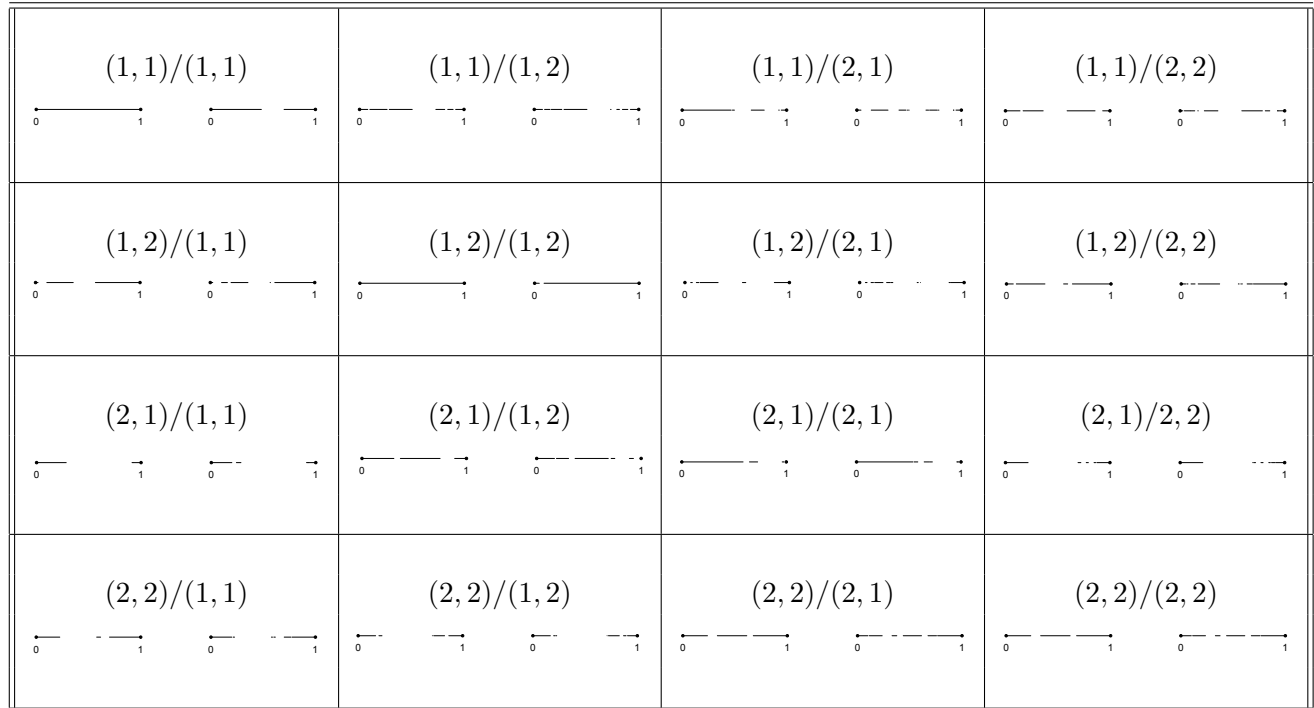 (1, 1)/(1, 1) (1, 1)/(1, 2) (1, 1)/(2, 1) (1, 1)/(2, 2)
0 1 0 1 0 1 0 1 0 1 0 1 0 1 0 1
(1, 2)/(1, 1) (1, 2)/(1, 2) (1, 2)/(2, 1) (1, 2)/(2, 2)
0 1 0 1 0 1 0 1 0 1 0 1 0 1 0 1
(2, 1)/(1, 1) (2, 1)/(1, 2) (2, 1)/(2, 1) (2, 1)/2, 2)
0 1 0 1 0 1 0 1 0 1 0 1 0 1 0 1
(2, 2)/(1, 1) (2, 2)/(1, 2) (2, 2)/(2, 1) (2, 2)/(2, 2)
0 1 0 1 0 1 0 1 0 1 0 1 0 1 0 1